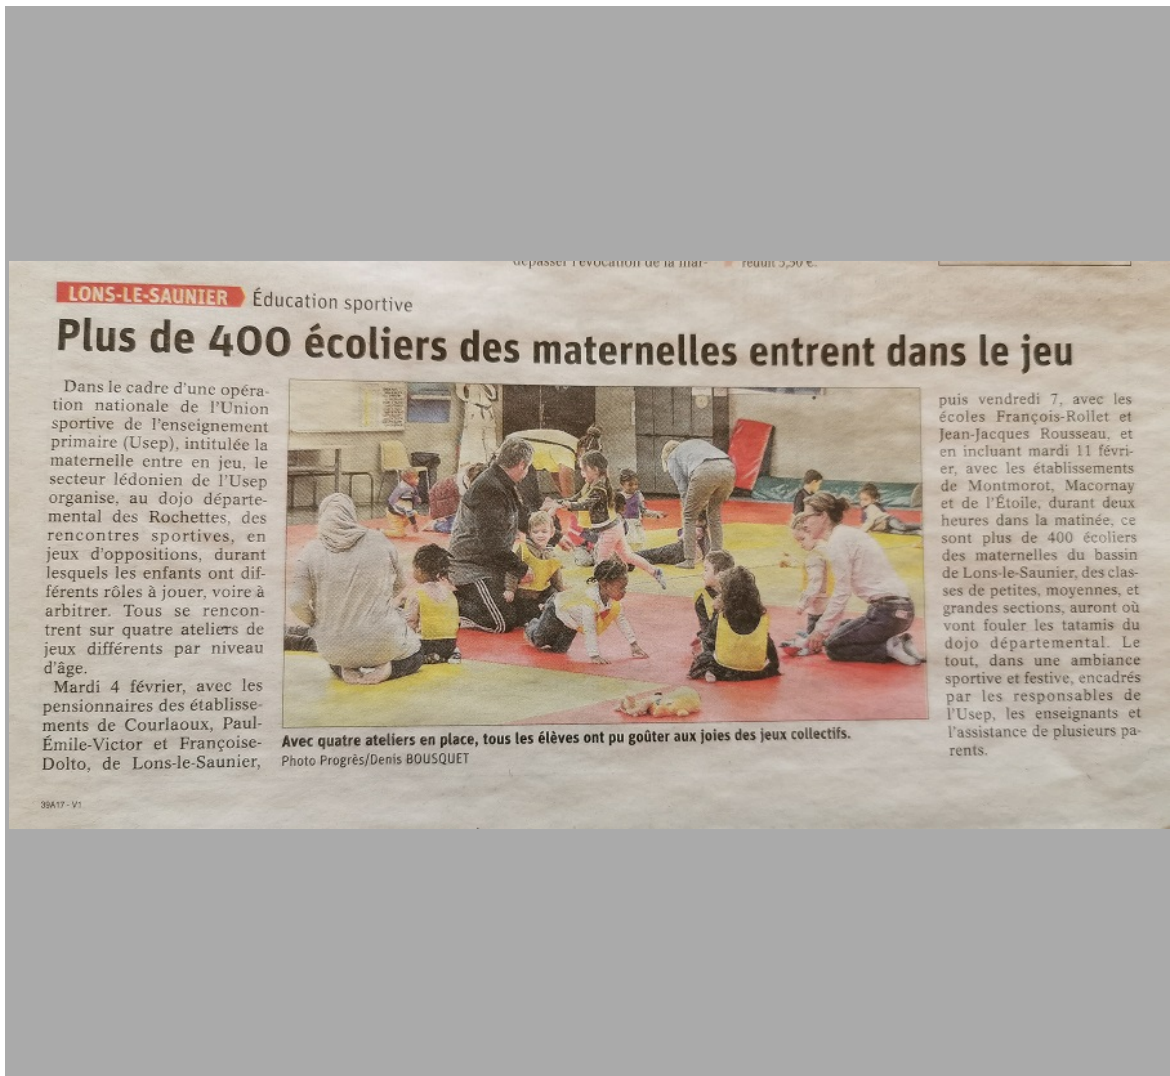 dépasser l'évocation de la mar-
réduit 5,50 €.
LONS-LE-SAUNIER Éducation sportive
Plus de 400 écoliers des maternelles entrent dans le jeu
Dans le cadre d'une opéra-
tion nationale de l'Union
sportive de l'enseignement
primaire (Usep), intitulée la
maternelle entre en jeu, le
secteur lédonien de l'Usep
organise, au dojo départe-
mental des Rochettes, des
rencontres sportives, en
jeux d'oppositions, durant
lesquels les enfants ont dif-
férents rôles à jouer, voire à
arbitrer. Tous se rencon-
trent sur quatre ateliers de
jeux différents par niveau
d'âge.
Mardi 4 février, avec les
pensionnaires des établisse-
ments de Courlaoux, Paul-
Émile-Victor et Françoise-
Dolto, de Lons-le-Saunier,
Avec quatre ateliers en place, tous les élèves ont pu goûter aux joies des jeux collectifs.
Photo Progrès/Denis BOUSQUET
puis vendredi 7, avec les
écoles François-Rollet et
Jean-Jacques Rousseau, et
en incluant mardi 11 févri-
er, avec les établissements
de Montmorot, Macornay
et de l'Étoile, durant deux
heures dans la matinée, ce
sont plus de 400 écoliers
des maternelles du bassin
de Lons-le-Saunier, des clas-
ses de petites, moyennes, et
grandes sections, auront où
vont fouler les tatamis du
dojo départemental. Le
tout, dans une ambiance
sportive et festive, encadrés
par les responsables de
l'Usep, les enseignants et
l'assistance de plusieurs pa-
rents.
39A17 - V1